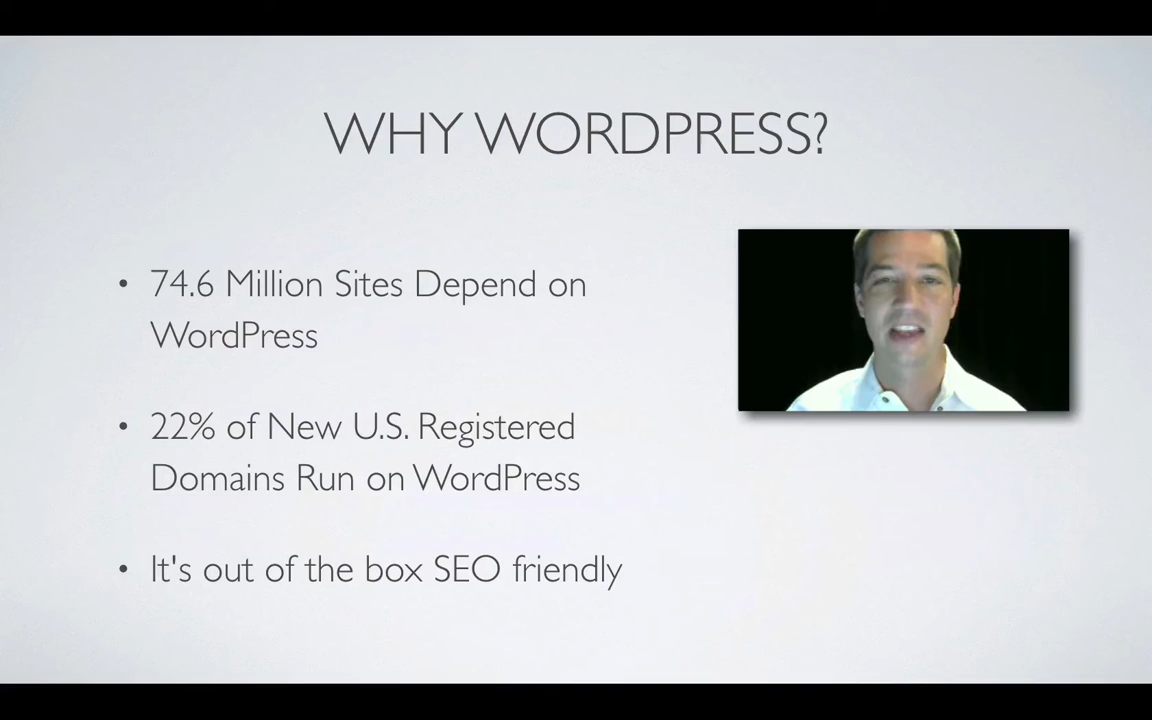 WHY WORDPRESS?
• 74.6 Million Sites Depend on
WordPress
• 22% of New U.S. Registered
Domains Run on WordPress
• It's out of the box SEO friendly